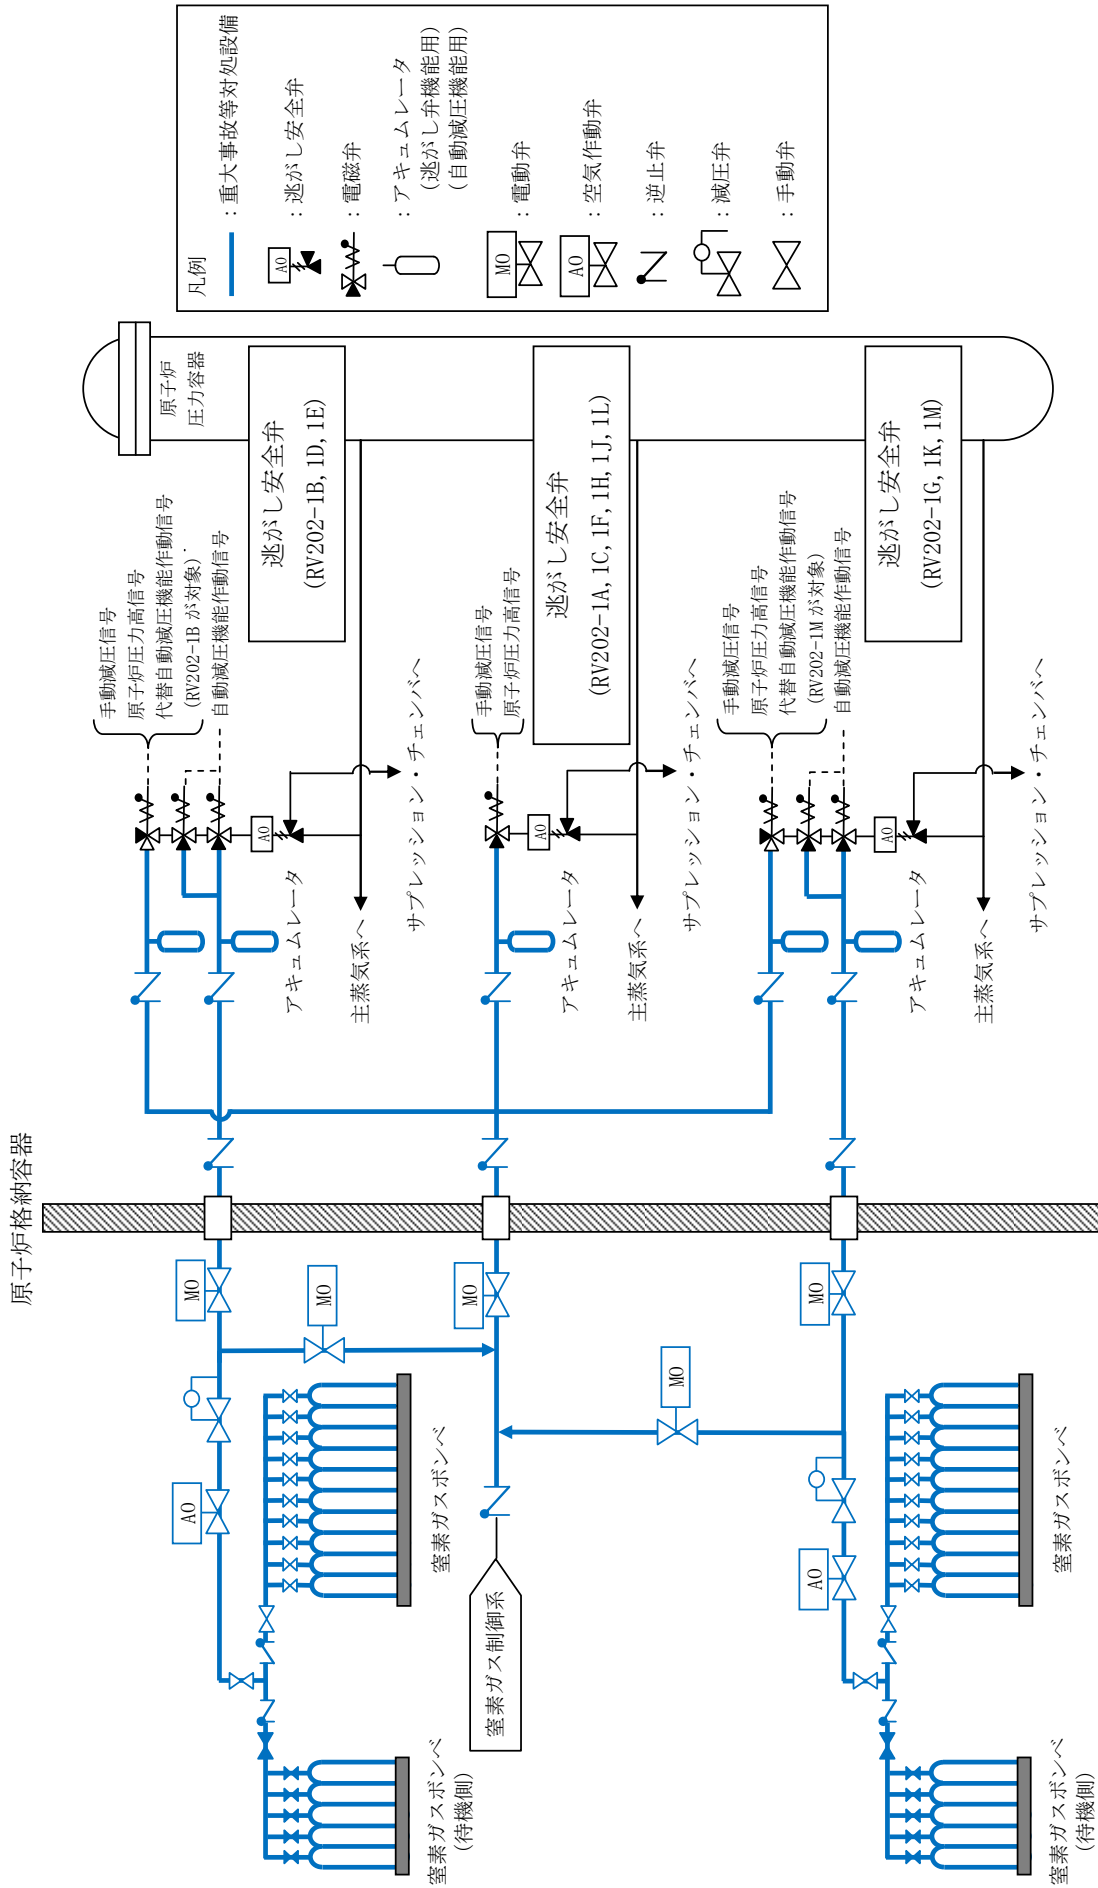 原子炉格納容器
窒素ガスボンベ
(待機側)
窒素ガスボンベ
AO
MO
MO
窒素ガス制御系
MO
MO
窒素ガスボンベ
(待機側)
窒素ガスボンベ
AO
MO
手動減圧信号
原子炉圧力高信号
代替自動減圧機能作動信号
(RV202-1B が対象)
自動減圧機能作動信号
AO
アキュムレータ
主蒸気系へ
サプレッション・チェンバへ
逃がし安全弁
(RV202-1B, 1D, 1E)
手動減圧信号
原子炉圧力高信号
AO
アキュムレータ
主蒸気系へ
サプレッション・チェンバへ
逃がし安全弁
(RV202-1A, 1C, 1F, 1H, 1J, 1L)
手動減圧信号
原子炉圧力高信号
代替自動減圧機能作動信号
(RV202-1M が対象)
自動減圧機能作動信号
AO
アキュムレータ
主蒸気系へ
サプレッション・チェンバへ
逃がし安全弁
(RV202-1G, 1K, 1M)
原子炉
圧力容器
凡例
：重大事故等対処設備
AO ：逃がし安全弁
：電磁弁
：アキュムレータ
(逃がし弁機能用)
(自動減圧機能用)
MO ：電動弁
AO ：空気作動弁
：逆止弁
：減圧弁
：手動弁